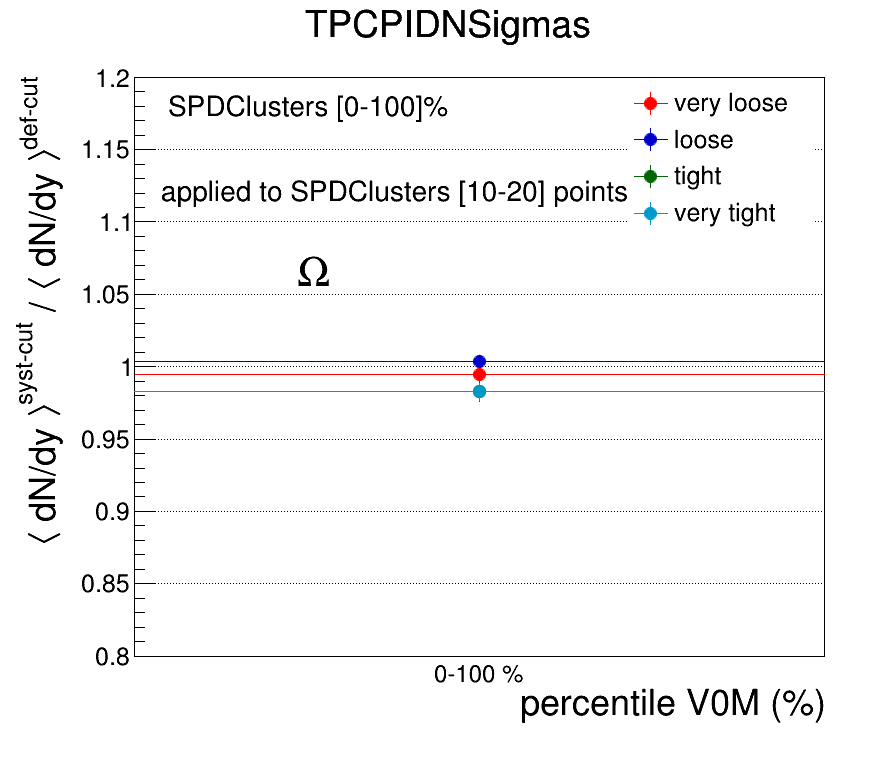 TPCPIDNSigmas
⟨ dN/dy ⟩^syst-cut / ⟨ dN/dy ⟩^def-cut
1.2
1.15
1.1
1.05
1
0.95
0.9
0.85
0.8
SPDClusters [0-100]%
applied to SPDClusters [10-20] points
Ω
very loose
loose
tight
very tight
0-100 %
percentile V0M (%)